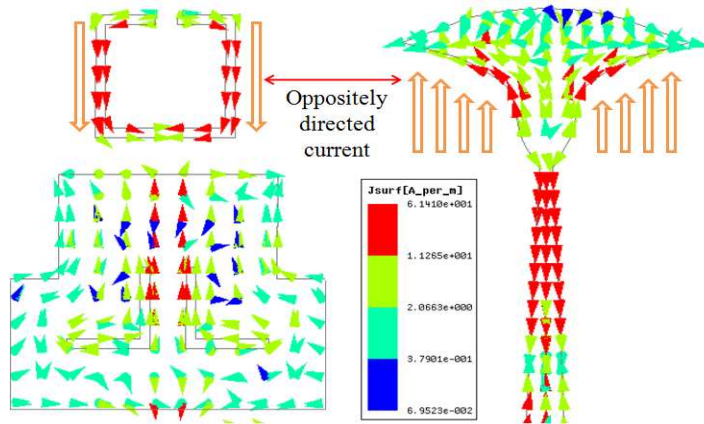 Oppositely
directed
current
Jsurf[A_per_m]
6.1410e+001
1.1265e+001
2.0663e+000
3.7901e-001
6.9523e-002